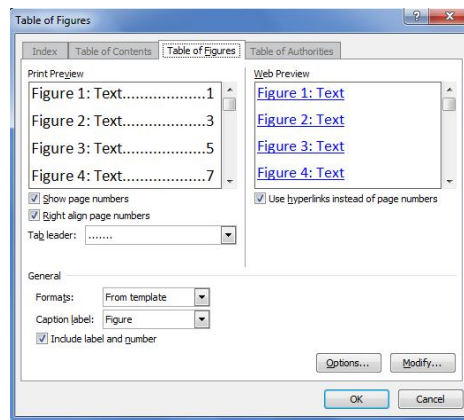 Table of Figures
Index Table of Contents Table of Figures Table of Authorities
Print Preview
Figure 1: Text...................1
Figure 2: Text...................3
Figure 3: Text...................5
Figure 4: Text...................7
Show page numbers
Right align page numbers
Tab leader: .......
Web Preview
Figure 1: Text
Figure 2: Text
Figure 3: Text
Figure 4: Text
Use hyperlinks instead of page numbers
General
Formats: From template
Caption label: Figure
Include label and number
Options... Modify...
OK Cancel